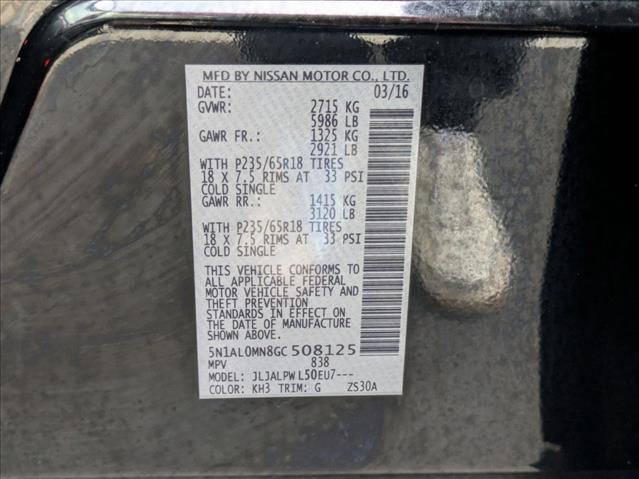 MFD BY NISSAN MOTOR CO., LTD.
DATE: 03/16
GVWR: 2715 KG
5986 LB
GAWR FR.: 1325 KG
2921 LB
WITH P235/65R18 TIRES
18 X 7.5 RIMS AT 33 PSI
COLD SINGLE
GAWR RR.: 1415 KG
3120 LB
WITH P235/65R18 TIRES
18 X 7.5 RIMS AT 33 PSI
COLD SINGLE
THIS VEHICLE CONFORMS TO
ALL APPLICABLE FEDERAL
MOTOR VEHICLE SAFETY AND
THEFT PREVENTION
STANDARDS IN EFFECT ON
THE DATE OF MANUFACTURE
SHOWN ABOVE.
5N1AL0MN8GC508125
MPV 838
MODEL: JLJALPWL50EU7---
COLOR: KH3 TRIM: G ZS30A